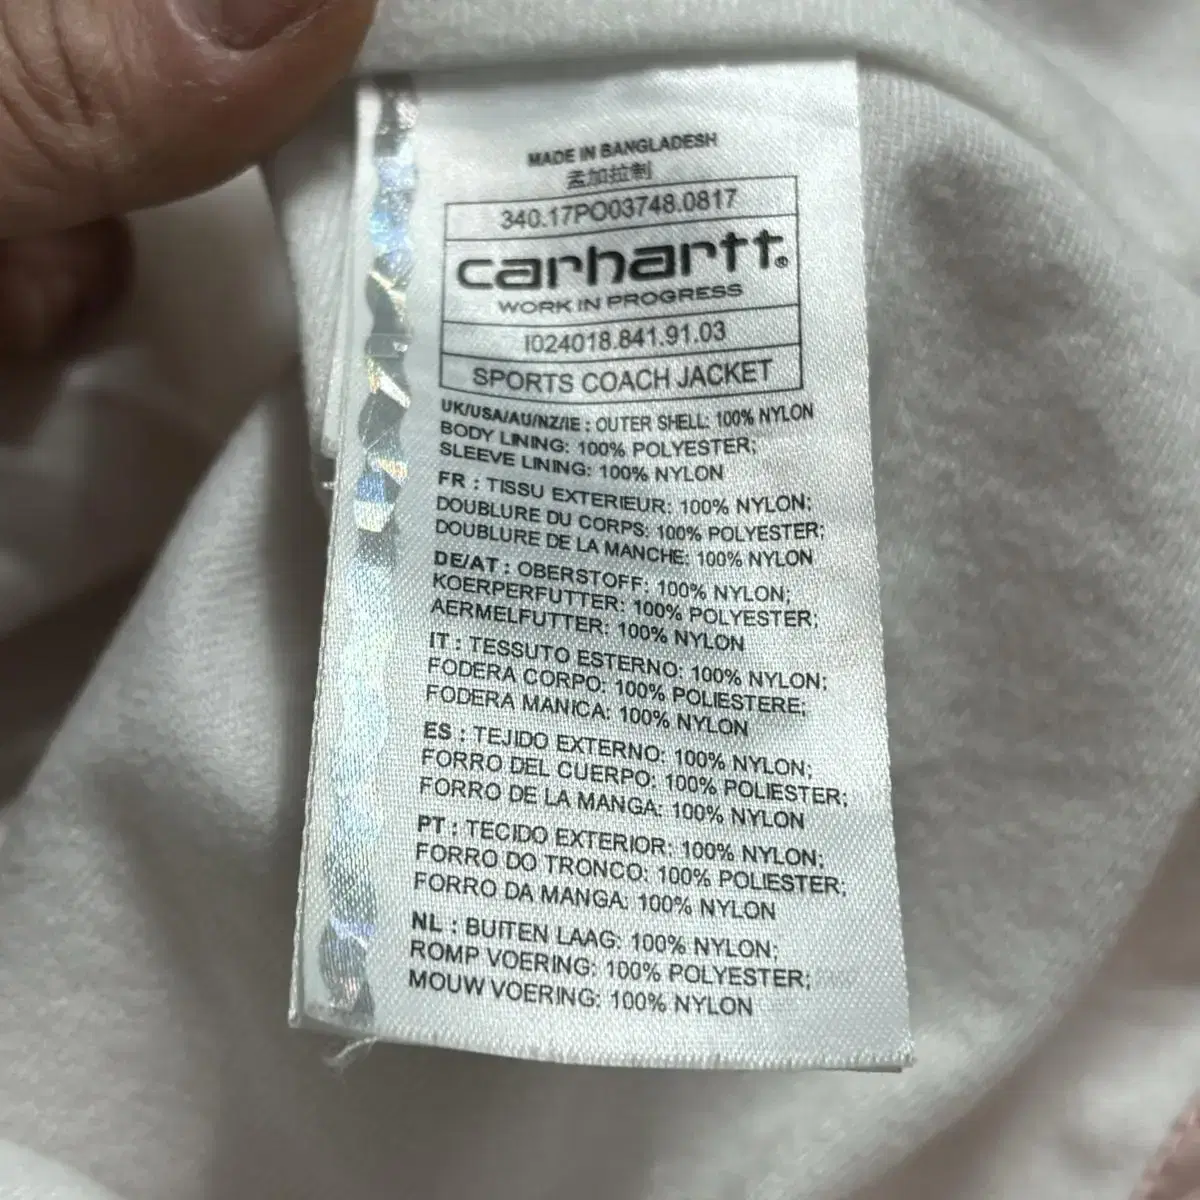 MADE IN BANGLADESH
孟加拉制
340.17PO03748.0817
carhartt®
WORK IN PROGRESS
I024018.841.91.03
SPORTS COACH JACKET
UK/USA/AU/NZ/IE : OUTER SHELL: 100% NYLON
BODY LINING: 100% POLYESTER;
SLEEVE LINING: 100% NYLON
FR : TISSU EXTERIEUR: 100% NYLON;
DOUBLURE DU CORPS: 100% POLYESTER;
DOUBLURE DE LA MANCHE: 100% NYLON
DE/AT : OBERSTOFF: 100% NYLON;
KOERPERFUTTER: 100% POLYESTER;
AERMELFUTTER: 100% NYLON
IT : TESSUTO ESTERNO: 100% NYLON;
FODERA CORPO: 100% POLIESTERE;
FODERA MANICA: 100% NYLON
ES : TEJIDO EXTERNO: 100% NYLON;
FORRO DEL CUERPO: 100% POLIESTER;
FORRO DE LA MANGA: 100% NYLON
PT : TECIDO EXTERIOR: 100% NYLON;
FORRO DO TRONCO: 100% POLIESTER;
FORRO DA MANGA: 100% NYLON
NL : BUITEN LAAG: 100% NYLON;
ROMP VOERING: 100% POLYESTER;
MOUW VOERING: 100% NYLON